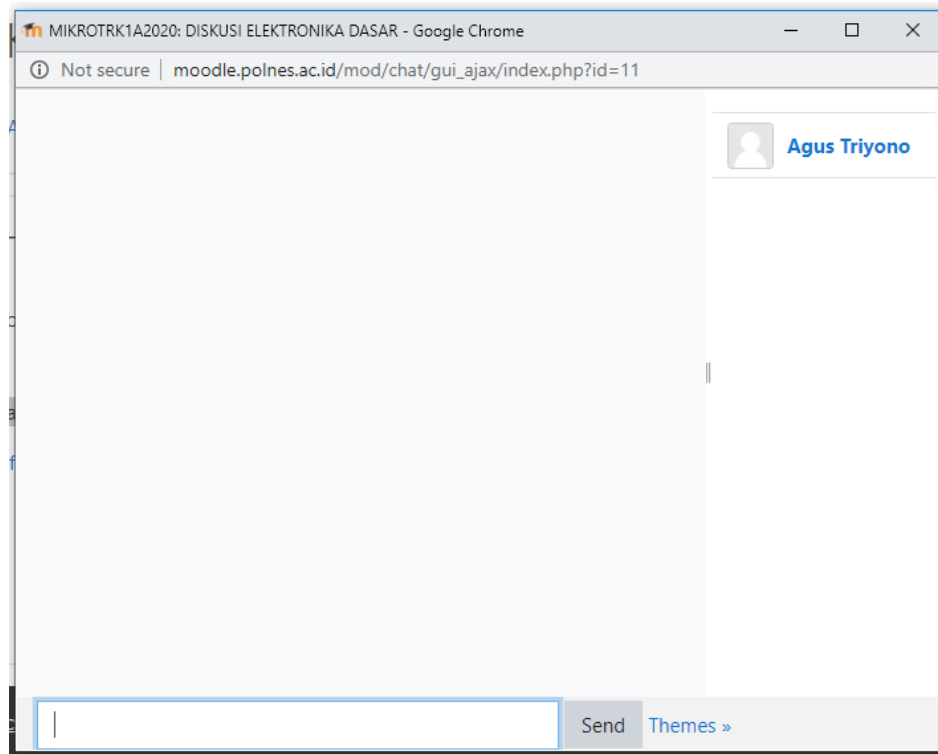 MIKROTRK1A2020: DISKUSI ELEKTRONIKA DASAR - Google Chrome
Not secure | moodle.polnes.ac.id/mod/chat/gui_ajax/index.php?id=11
Agus Triyono
Send Themes »